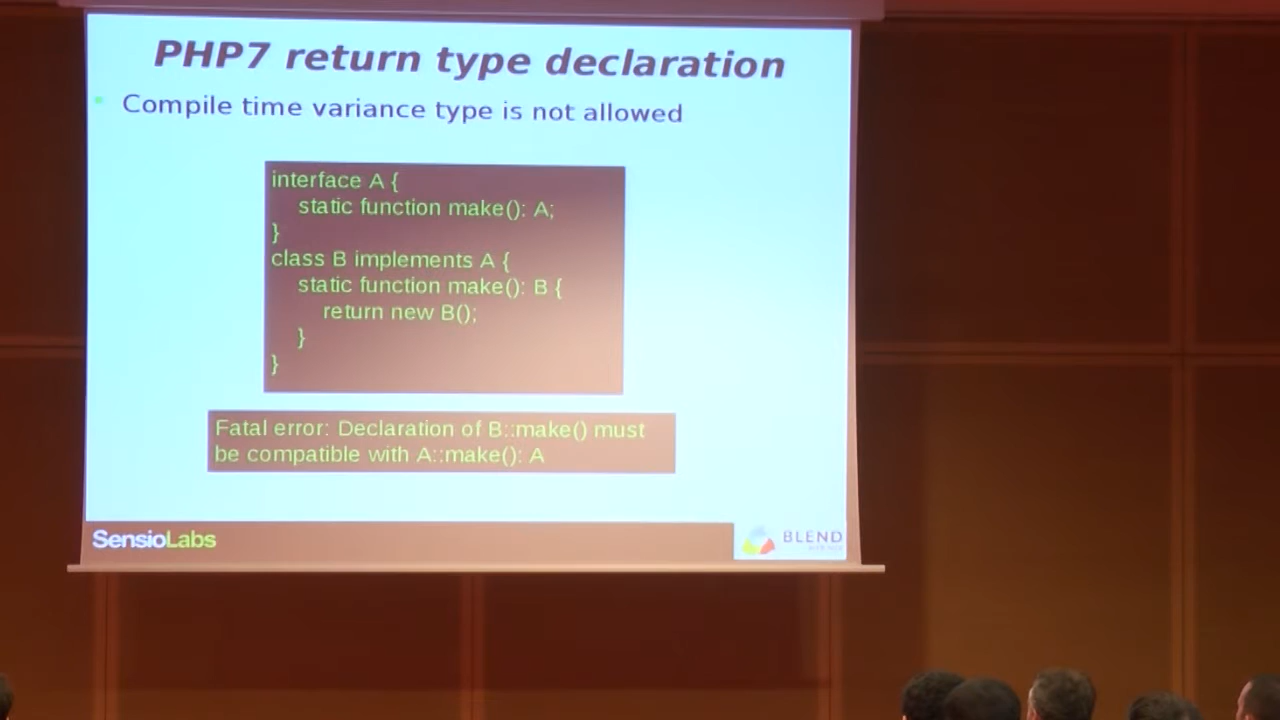 PHP7 return type declaration
Compile time variance type is not allowed
interface A {
static function make(): A;
}
class B implements A {
static function make(): B {
return new B();
}
}
Fatal error: Declaration of B::make() must
be compatible with A::make(): A
SensioLabs
BLEND